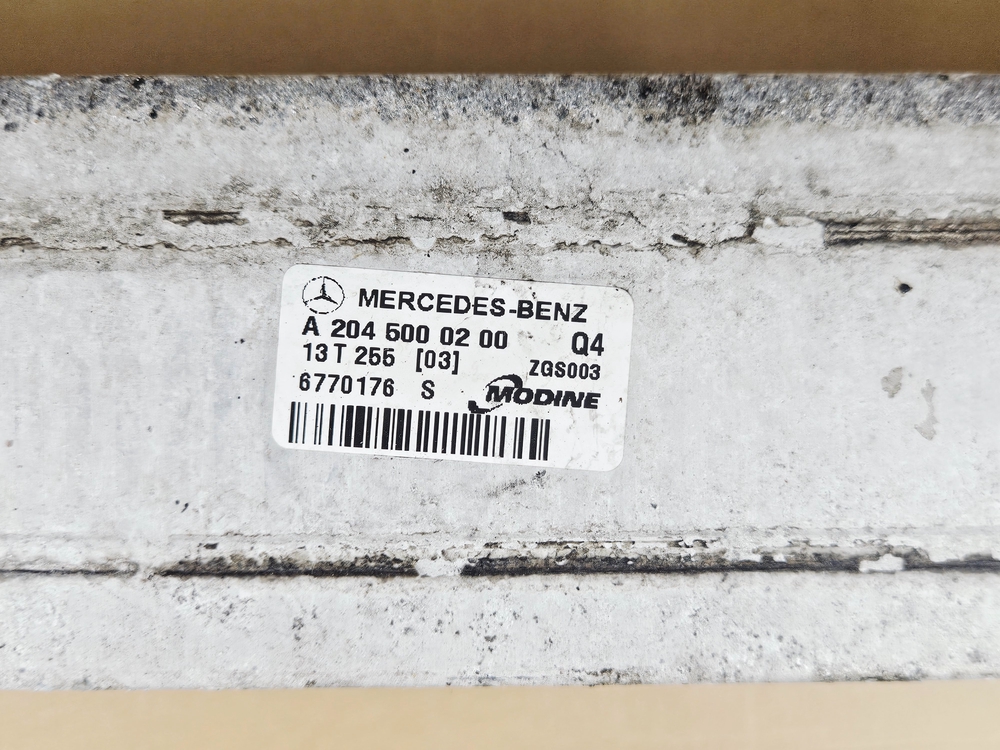 MERCEDES-BENZ
A 204 500 02 00 Q4
13 T 255 [03] ZGS003
6770176 S MODINE